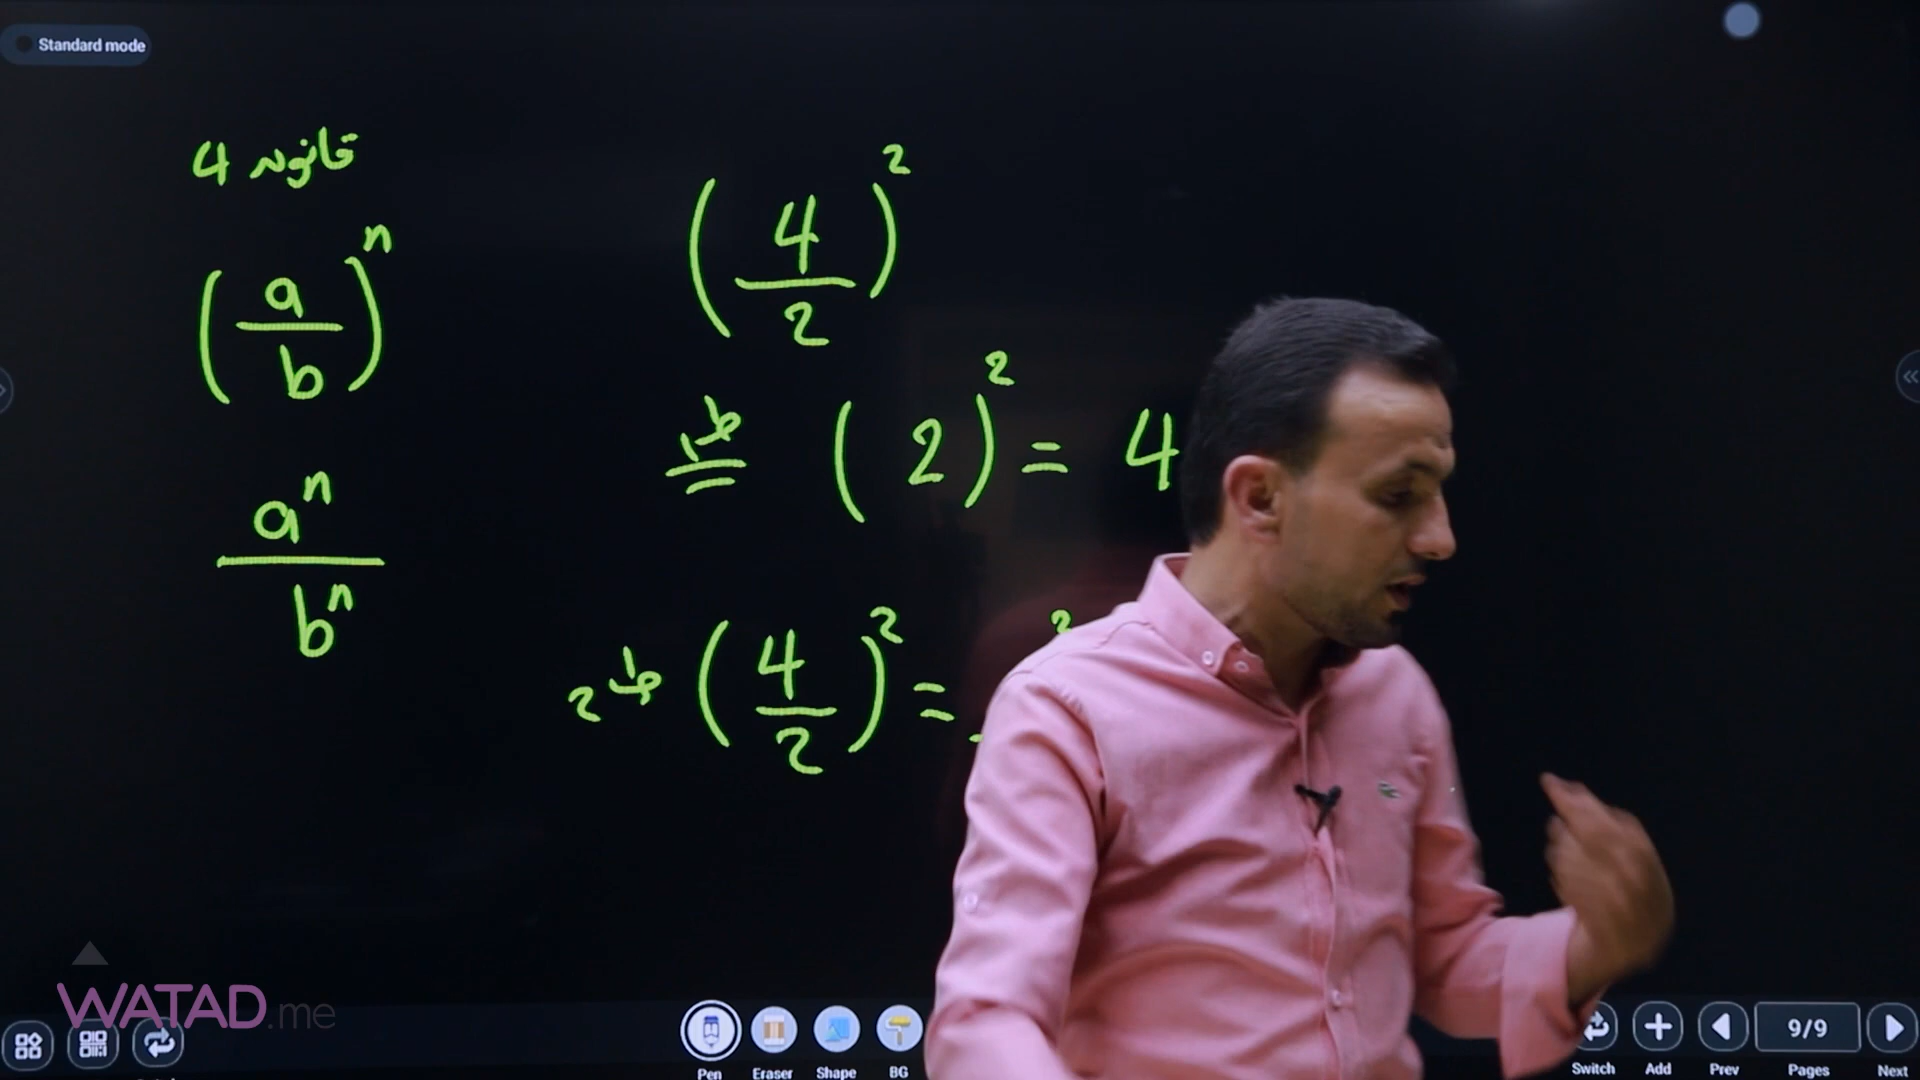 Standard mode
قانون 4
(a/b)^n
a^n/b^n
(4/2)^2
ط1 (2)^2 = 4
ط2 (4/2)^2 =
2
WATAD.me
Pen Eraser Shape BG Switch Add Prev 9/9 Pages Next